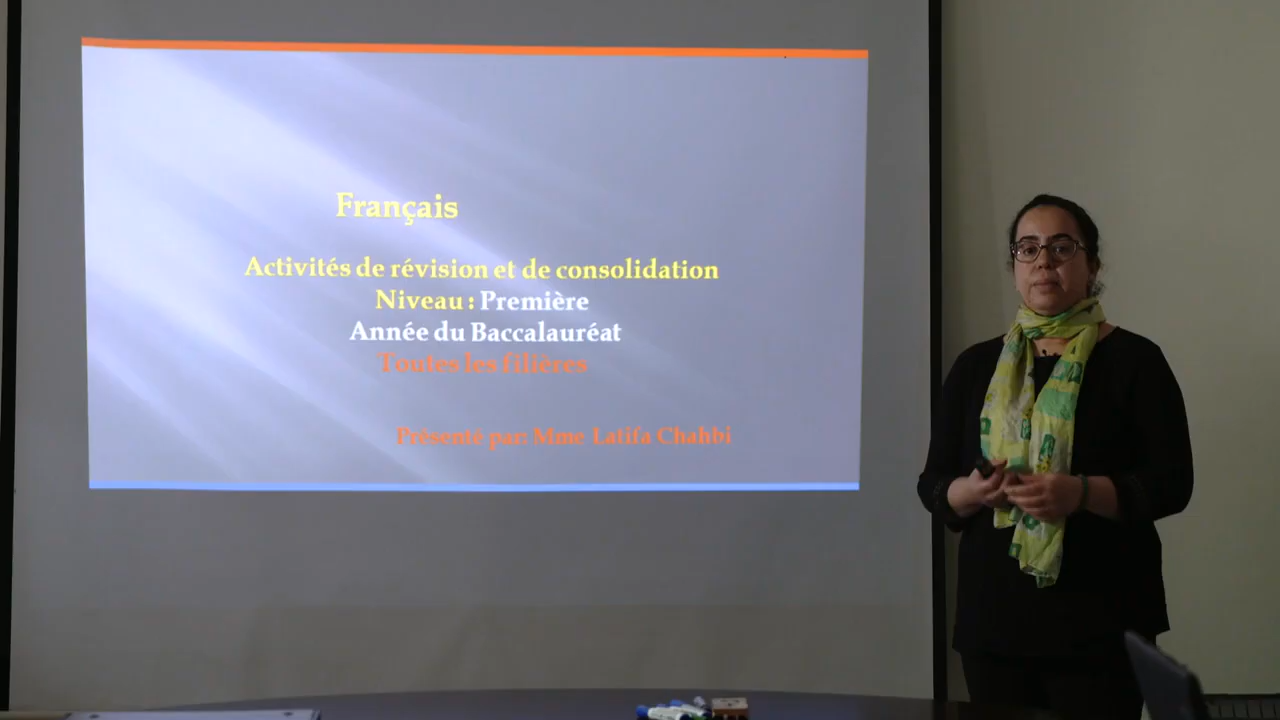 Français
Activités de révision et de consolidation
Niveau : Première
Année du Baccalauréat
Toutes les filières
Présenté par: Mme Latifa Chahbi